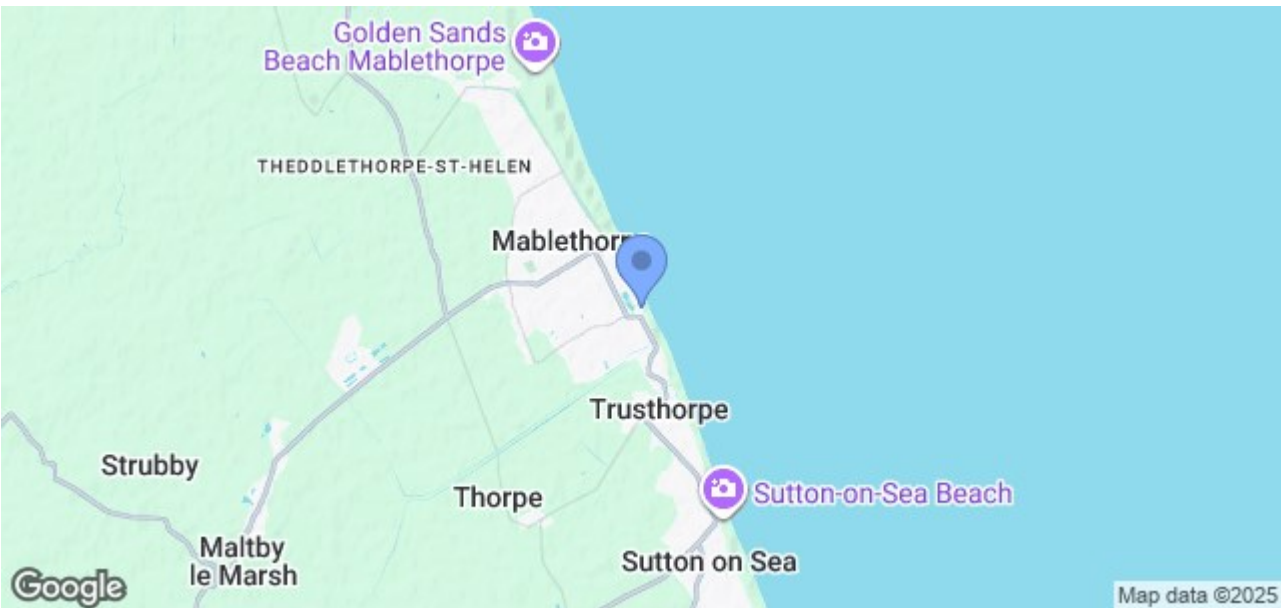 Golden Sands
Beach Mablethorpe
THEDDLETHORPE-ST-HELEN
Mablethorpe
Trusthorpe
Strubby
Thorpe
Sutton-on-Sea Beach
Maltby
le Marsh
Sutton on Sea
Google
Map data ©2025